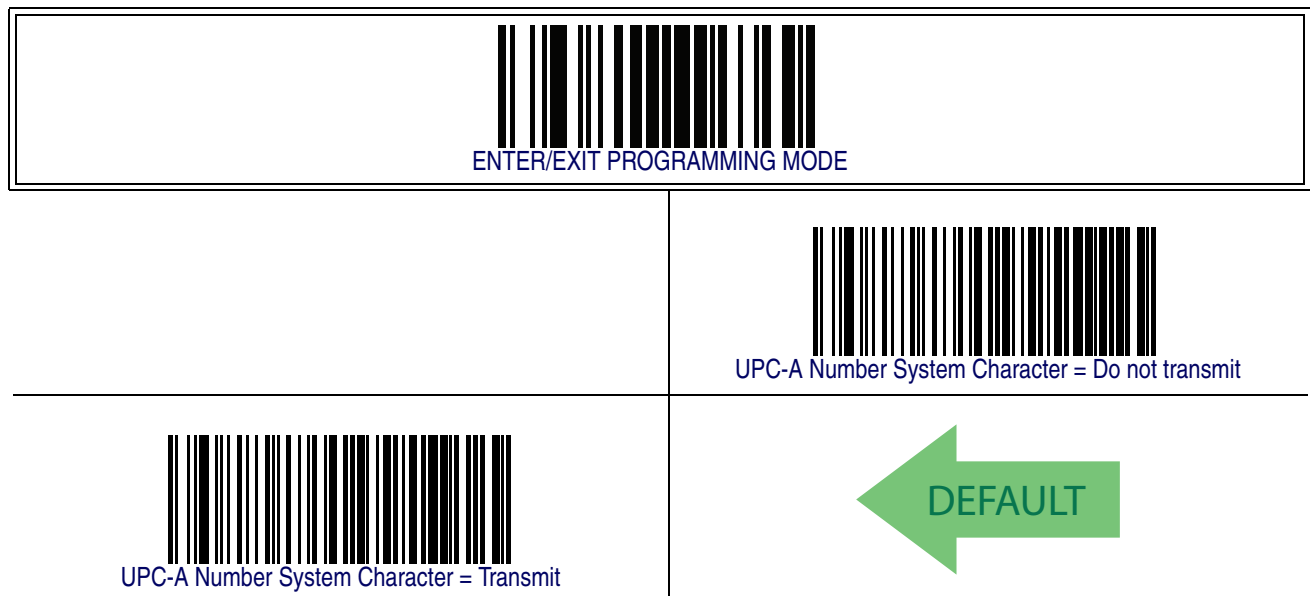 ENTER/EXIT PROGRAMMING MODE
UPC-A Number System Character = Do not transmit
UPC-A Number System Character = Transmit
DEFAULT